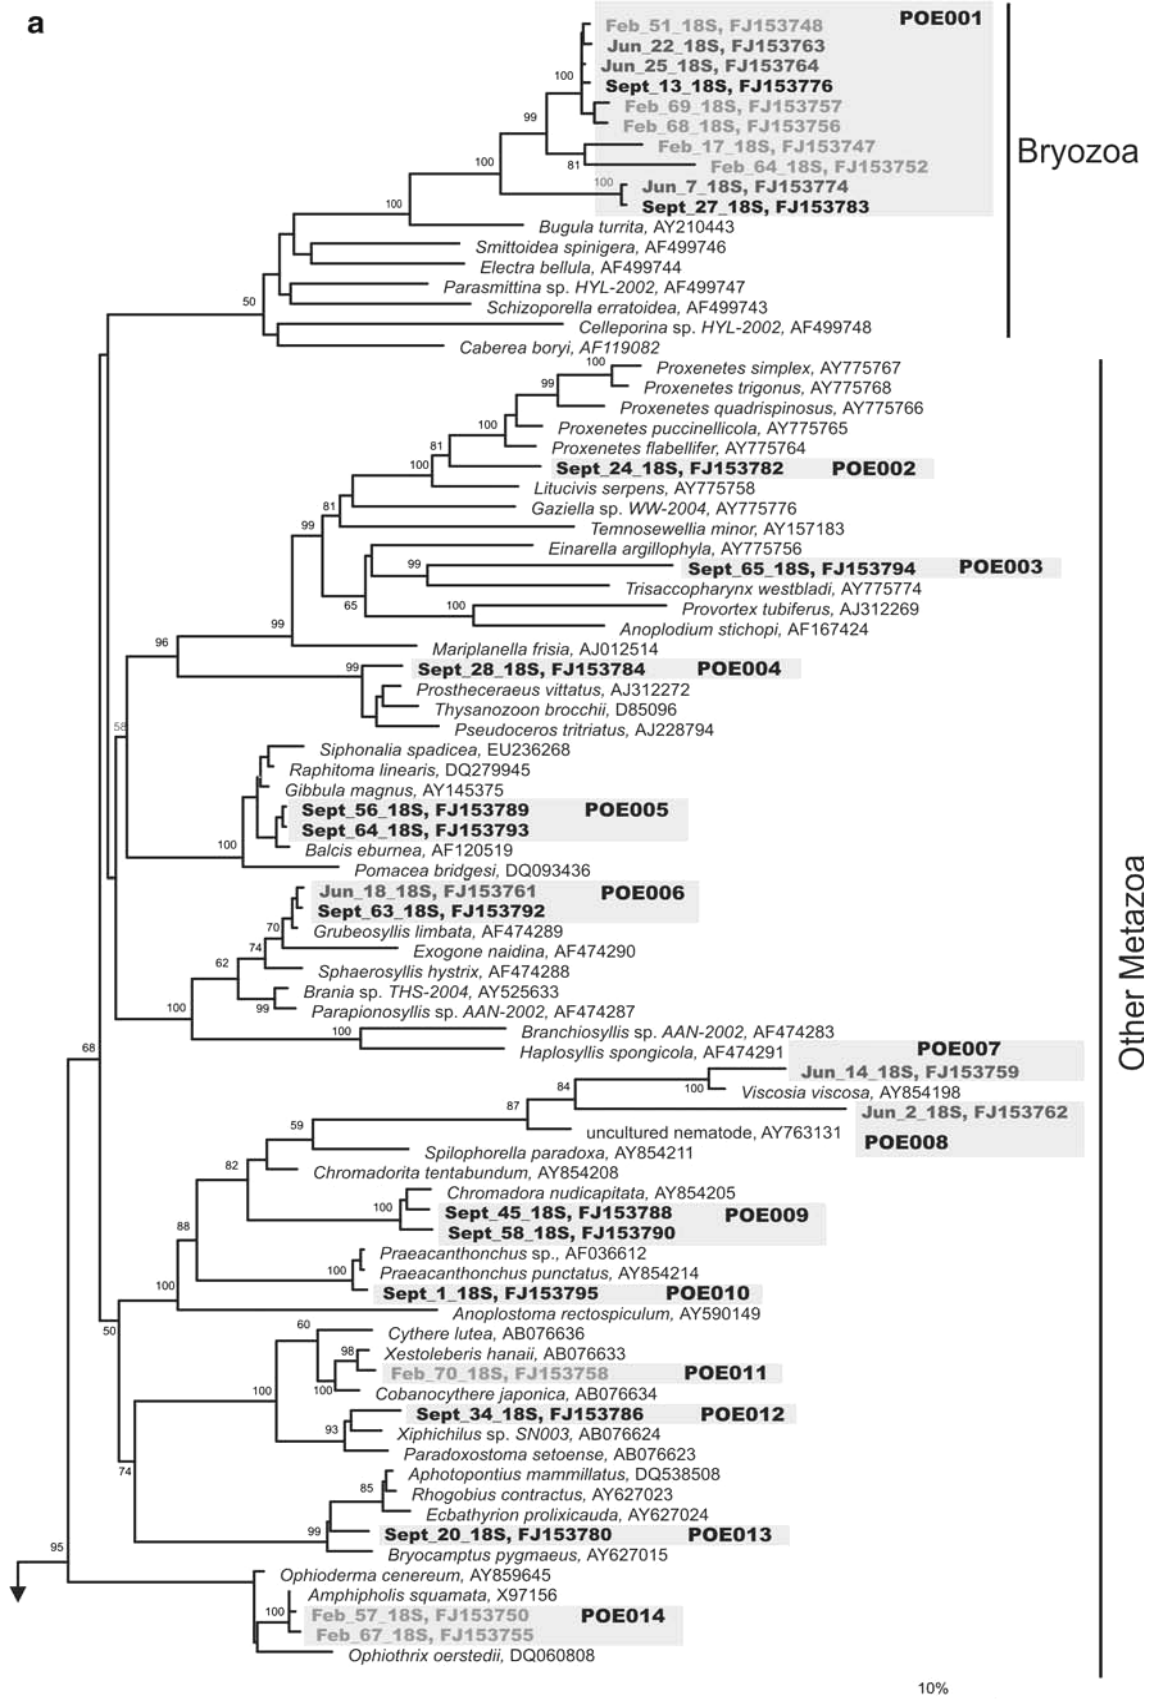 a
Feb_51_18S, FJ153748 POE001
Jun_22_18S, FJ153763
Jun_25_18S, FJ153764
100
Sept_13_18S, FJ153776
Feb_69_18S, FJ153757
99
Feb_68_18S, FJ153756
Feb_17_18S, FJ153747
Bryozoa
100
81
Feb_64_18S, FJ153752
100
Jun_7_18S, FJ153774
100
Sept_27_18S, FJ153783
Bugula turrita, AY210443
Smittoidea spinigera, AF499746
Electra bellula, AF499744
Parasmittina sp. HYL-2002, AF499747
50
Schizoporella erratoidea, AF499743
Celleporina sp. HYL-2002, AF499748
Caberea boryi, AF119082
100
Proxenetes simplex, AY775767
99
Proxenetes trigonus, AY775768
Proxenetes quadrispinosus, AY775766
100
Proxenetes puccinellicola, AY775765
81
Proxenetes flabellifer, AY775764
100
Sept_24_18S, FJ153782 POE002
Litucivis serpens, AY775758
81
Gaziella sp. WW-2004, AY775776
99
Temnosewellia minor, AY157183
Einarella argillophyla, AY775756
99
Sept_65_18S, FJ153794 POE003
Trisaccopharynx westbladi, AY775774
65
100
Provortex tubiferus, AJ312269
99
Anoplodium stichopi, AF167424
96
Mariplanella frisia, AJ012514
99
Sept_28_18S, FJ153784 POE004
Prostheceraeus vittatus, AJ312272
Thysanozoon brocchii, D85096
58
Pseudoceros tritriatus, AJ228794
Siphonalia spadicea, EU236268
Raphitoma linearis, DQ279945
Gibbula magnus, AY145375
Sept_56_18S, FJ153789 POE005
Sept_64_18S, FJ153793
100
Balcis eburnea, AF120519
Pomacea bridgesi, DQ093436
Jun_18_18S, FJ153761 POE006
Sept_63_18S, FJ153792
70
Grubeosyllis limbata, AF474289
74
Exogone naidina, AF474290
62
Sphaerosyllis hystrix, AF474288
Brania sp. THS-2004, AY525633
100
99
Parapionosyllis sp. AAN-2002, AF474287
100
Branchiosyllis sp. AAN-2002, AF474283
68
Haplosyllis spongicola, AF474291
POE007
Jun_14_18S, FJ153759
84
100
Viscosia viscosa, AY854198
87
Jun_2_18S, FJ153762
59
uncultured nematode, AY763131
POE008
Spilophorella paradoxa, AY854211
82
Chromadorita tentabundum, AY854208
Chromadora nudicapitata, AY854205
100
Sept_45_18S, FJ153788 POE009
88
Sept_58_18S, FJ153790
Praeacanthonchus sp., AF036612
100
Praeacanthonchus punctatus, AY854214
100
Sept_1_18S, FJ153795 POE010
Anoplostoma rectospiculum, AY590149
50
60
Cythere lutea, AB076636
98
Xestoleberis hanaii, AB076633
Feb_70_18S, FJ153758 POE011
100
100
Cobanocythere japonica, AB076634
Sept_34_18S, FJ153786 POE012
93
Xiphichilus sp. SN003, AB076624
Paradoxostoma setoense, AB076623
74
Aphotopontius mammillatus, DQ538508
85
Rhogobius contractus, AY627023
Ecbathyrion prolixicauda, AY627024
99
Sept_20_18S, FJ153780 POE013
95
Bryocamptus pygmaeus, AY627015
Ophioderma cenereum, AY859645
Amphipholis squamata, X97156
100
Feb_57_18S, FJ153750 POE014
Feb_67_18S, FJ153755
Ophiothrix oerstedii, DQ060808
Other Metazoa
10%